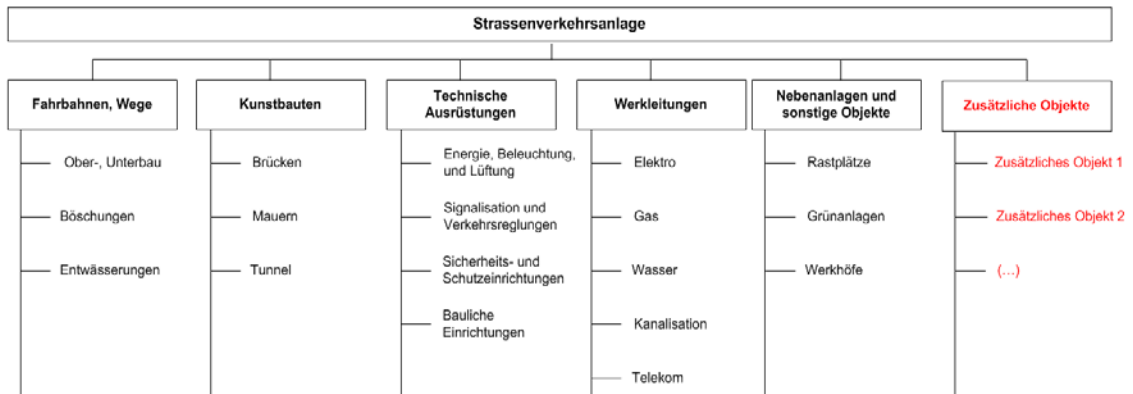 Strassenverkehrsanlage
Fahrbahnen, Wege
Ober-, Unterbau
Böschungen
Entwässerungen
Kunstbauten
Brücken
Mauern
Tunnel
Technische
Ausrüstungen
Energie, Beleuchtung,
und Lüftung
Signalisation und
Verkehrsreglungen
Sicherheits- und
Schutzeinrichtungen
Bauliche
Einrichtungen
Werkleitungen
Elektro
Gas
Wasser
Kanalisation
Telekom
Nebenanlagen und
sonstige Objekte
Rastplätze
Grünanlagen
Werkhöfe
Zusätzliche Objekte
Zusätzliches Objekt 1
Zusätzliches Objekt 2
(…)